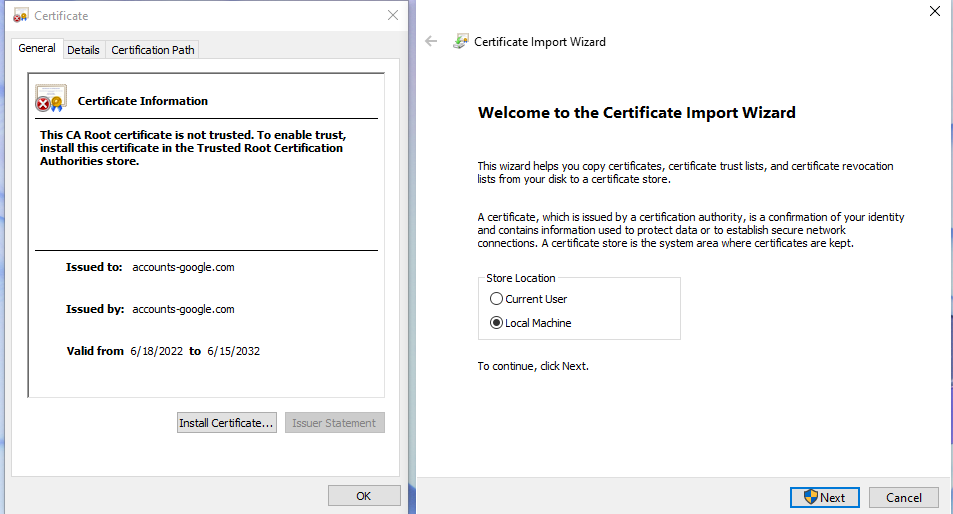 Certificate
General Details Certification Path
Certificate Information
This CA Root certificate is not trusted. To enable trust,
install this certificate in the Trusted Root Certification
Authorities store.
Issued to: accounts-google.com
Issued by: accounts-google.com
Valid from 6/18/2022 to 6/15/2032
Install Certificate... Issuer Statement
OK
Certificate Import Wizard
Welcome to the Certificate Import Wizard
This wizard helps you copy certificates, certificate trust lists, and certificate revocation
lists from your disk to a certificate store.
A certificate, which is issued by a certification authority, is a confirmation of your identity
and contains information used to protect data or to establish secure network
connections. A certificate store is the system area where certificates are kept.
Store Location
Current User
Local Machine
To continue, click Next.
Next Cancel